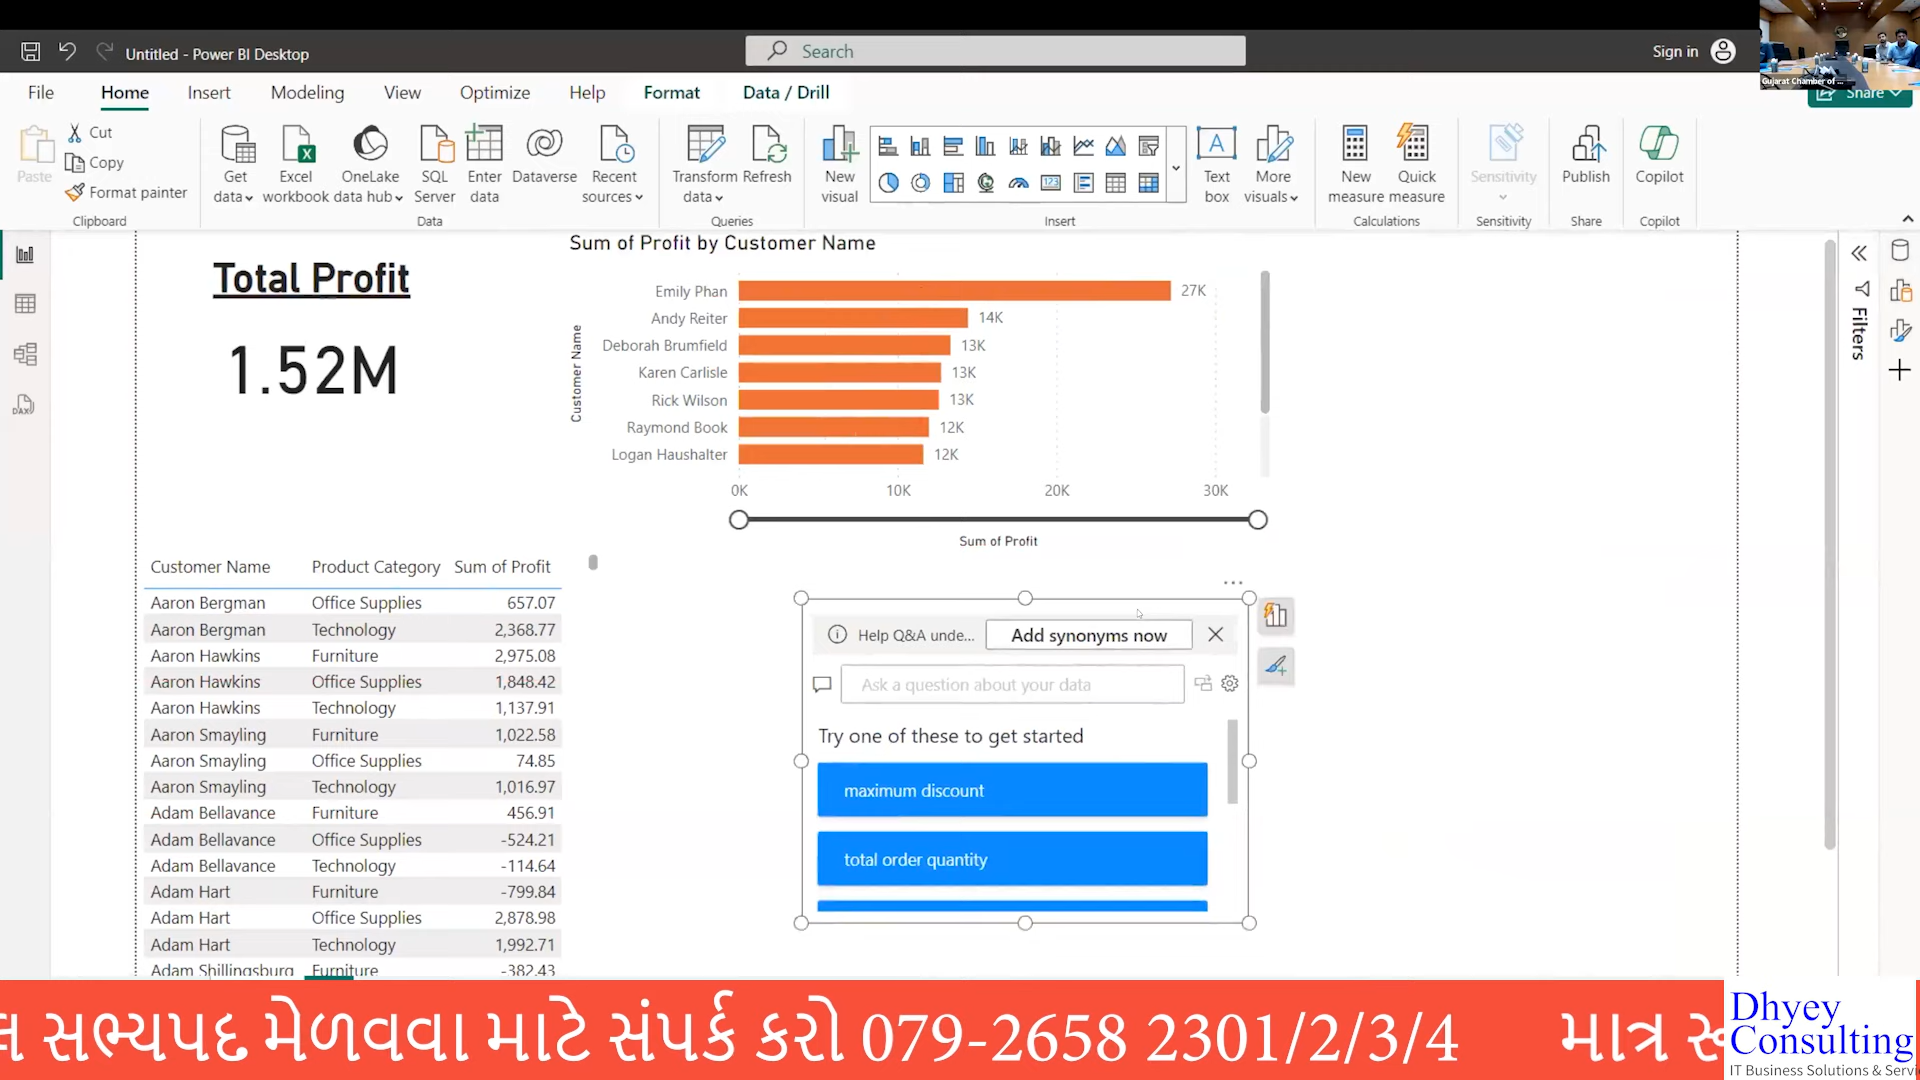 Untitled - Power BI Desktop
Search
Sign in
Gujarat Chamber of ...
File Home Insert Modeling View Optimize Help Format Data / Drill
Share
Paste
Cut
Copy
Format painter
Clipboard
Get data
Excel workbook
OneLake data hub
SQL Server
Enter data
Dataverse
Recent sources
Data
Transform data
Refresh
Queries
New visual
Text box
More visuals
Insert
New measure
Quick measure
Calculations
Sensitivity
Sensitivity
Publish
Share
Copilot
Copilot
Total Profit
1.52M
Sum of Profit by Customer Name
Customer Name
Emily Phan 27K
Andy Reiter 14K
Deborah Brumfield 13K
Karen Carlisle 13K
Rick Wilson 13K
Raymond Book 12K
Logan Haushalter 12K
0K 10K 20K 30K
Sum of Profit
Filters
Customer Name Product Category Sum of Profit
Aaron Bergman Office Supplies 657.07
Aaron Bergman Technology 2,368.77
Aaron Hawkins Furniture 2,975.08
Aaron Hawkins Office Supplies 1,848.42
Aaron Hawkins Technology 1,137.91
Aaron Smayling Furniture 1,022.58
Aaron Smayling Office Supplies 74.85
Aaron Smayling Technology 1,016.97
Adam Bellavance Furniture 456.91
Adam Bellavance Office Supplies -524.21
Adam Bellavance Technology -114.64
Adam Hart Furniture -799.84
Adam Hart Office Supplies 2,878.98
Adam Hart Technology 1,992.71
Adam Shillingsburg Furniture -382.43
Help Q&A unde... Add synonyms now
Ask a question about your data
Try one of these to get started
maximum discount
total order quantity
સભ્યપદ મેળવવા માટે સંપર્ક કરો 079-2658 2301/2/3/4 માત્ર
Dhyey
Consulting
IT Business Solutions &